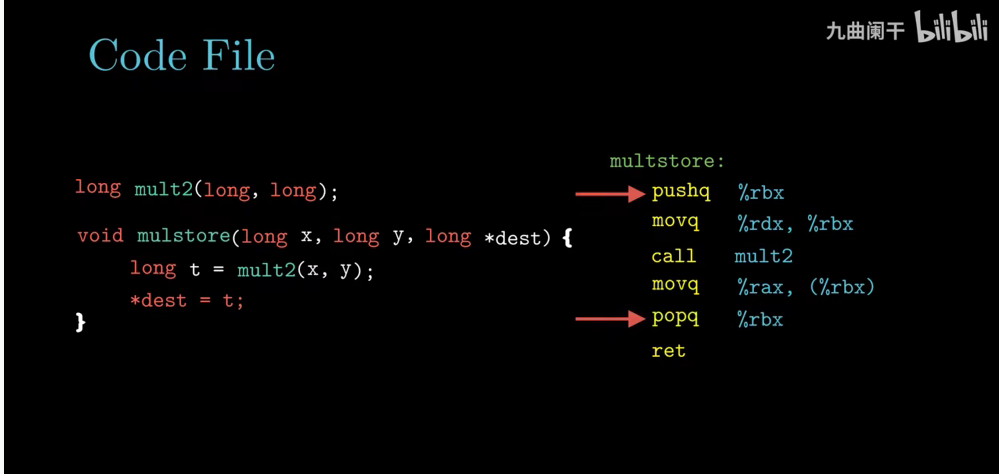 九曲阑干 bilibili
Code File
long mult2(long, long);
void mulstore(long x, long y, long *dest) {
long t = mult2(x, y);
*dest = t;
}
multstore:
pushq %rbx
movq %rdx, %rbx
call mult2
movq %rax, (%rbx)
popq %rbx
ret